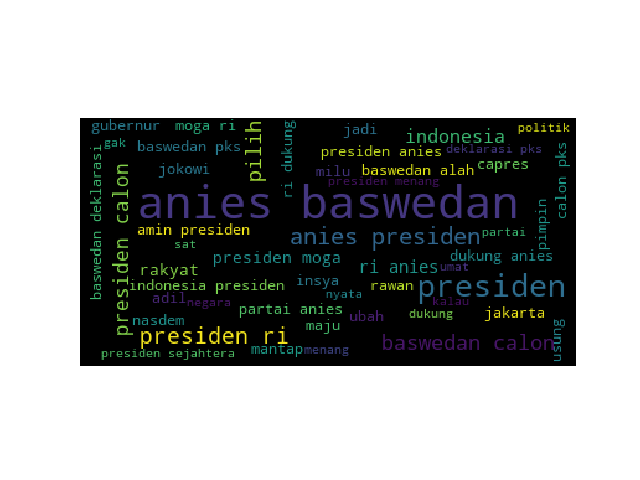 gubernur moga ri pilih ri dukung jadi indonesia politik
gak baswedan pks presiden anies deklarasi pks
baswedan deklarasi presiden calon jokowi milu baswedan alah capres calon pks
presiden menang
anies baswedan
amin presiden anies presiden partai pimpin
sat
presiden moga ri anies dukung anies
rakyat umat
indonesia presiden insya rawan presiden
adil negara nyata kalau
nasdem partai anies ubah dukung jakarta
maju
presiden ri baswedan calon usung
presiden sejahtera mantap menang